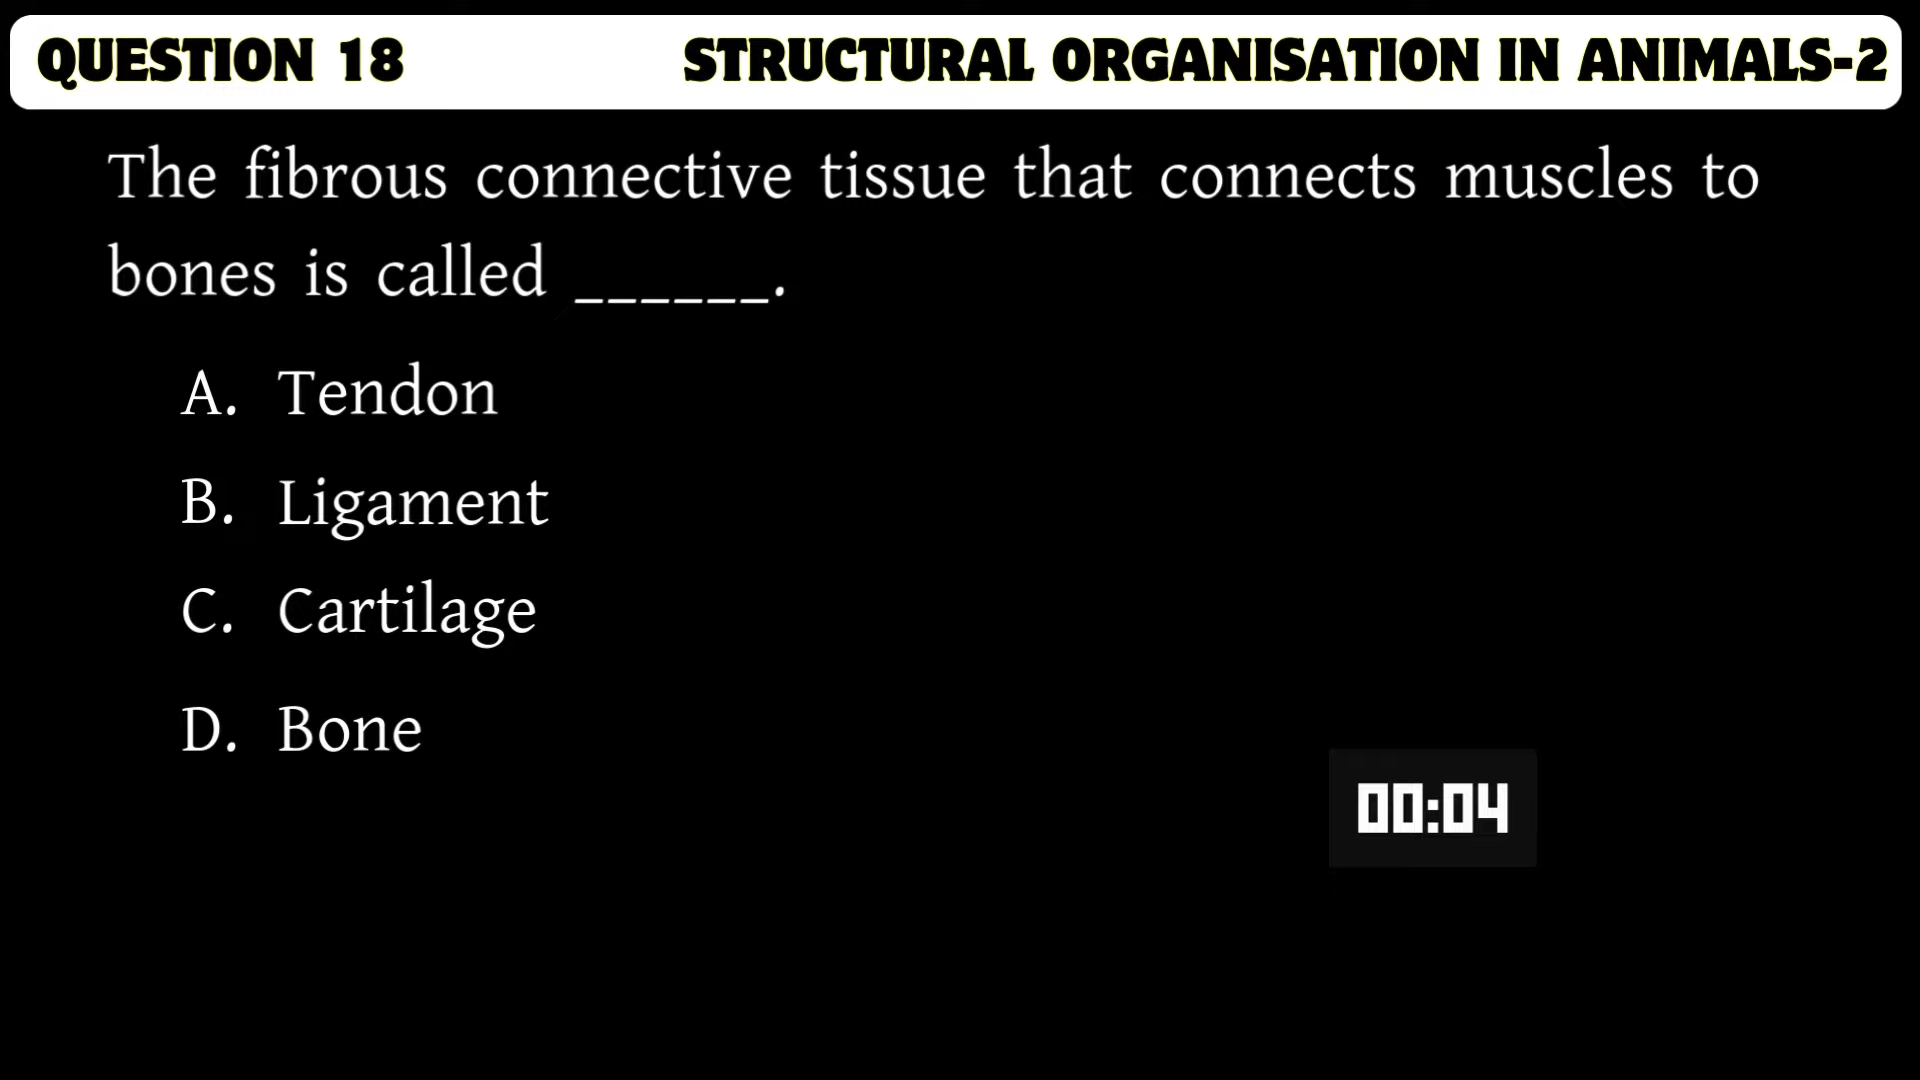 QUESTION 18 STRUCTURAL ORGANISATION IN ANIMALS-2
The fibrous connective tissue that connects muscles to
bones is called ______.
A. Tendon
B. Ligament
C. Cartilage
D. Bone
00:04